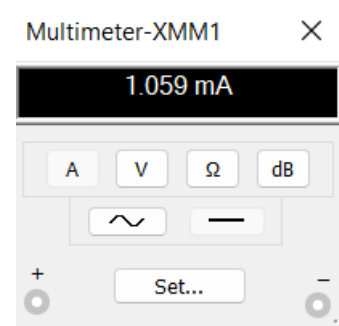 Multimeter-XMM1
1.059 mA
A V Ω dB
+ Set... −